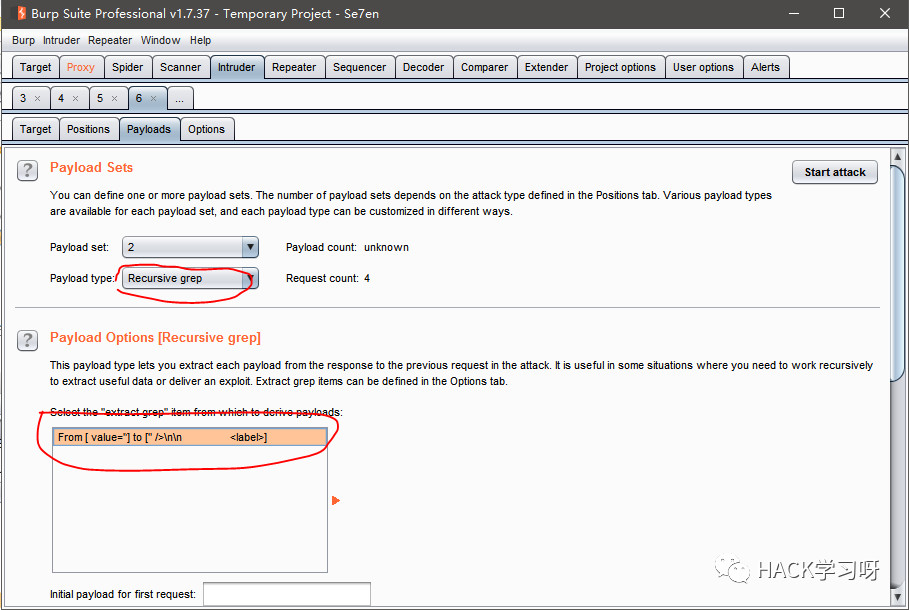 Burp Suite Professional v1.7.37 - Temporary Project - Se7en
Burp Intruder Repeater Window Help
Target Proxy Spider Scanner Intruder Repeater Sequencer Decoder Comparer Extender Project options User options Alerts
3 × 4 × 5 × 6 × ...
Target Positions Payloads Options
? Payload Sets
Start attack
You can define one or more payload sets. The number of payload sets depends on the attack type defined in the Positions tab. Various payload types
are available for each payload set, and each payload type can be customized in different ways.
Payload set: 2 Payload count: unknown
Payload type: Recursive grep Request count: 4
? Payload Options [Recursive grep]
This payload type lets you extract each payload from the response to the previous request in the attack. It is useful in some situations where you need to work recursively
to extract useful data or deliver an exploit. Extract grep items can be defined in the Options tab.
Select the "extract grep" item from which to derive payloads:
From [ value="] to [" />\n\n <label>]
Initial payload for first request:
HACK学习呀